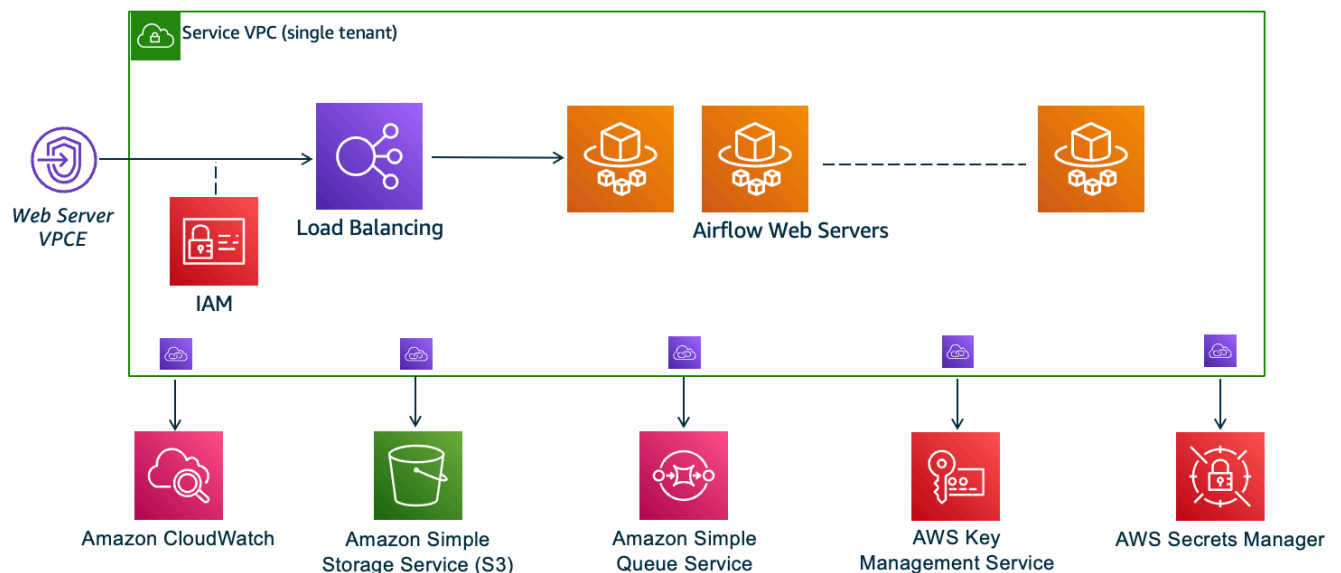 Service VPC (single tenant)
Web Server
VPCE
Load Balancing
Airflow Web Servers
IAM
Amazon CloudWatch
Amazon Simple
Storage Service (S3)
Amazon Simple
Queue Service
AWS Key
Management Service
AWS Secrets Manager